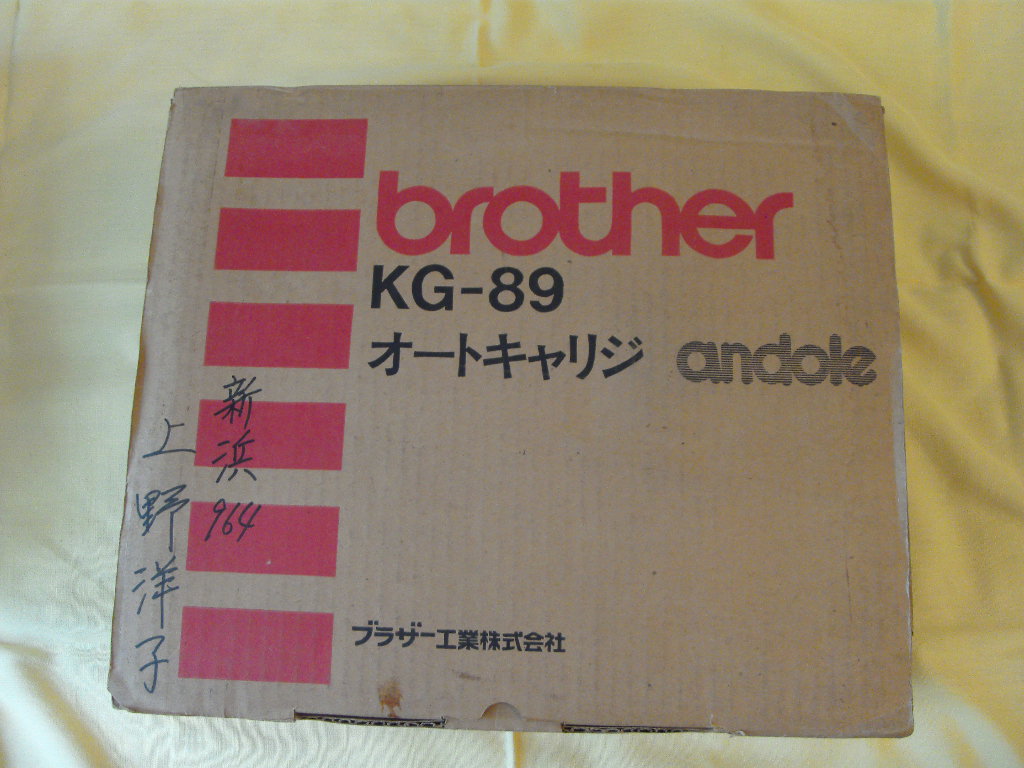 brother
KG-89
オートキャリジ
andole
新浜
964
上野洋子
ブラザー工業株式会社